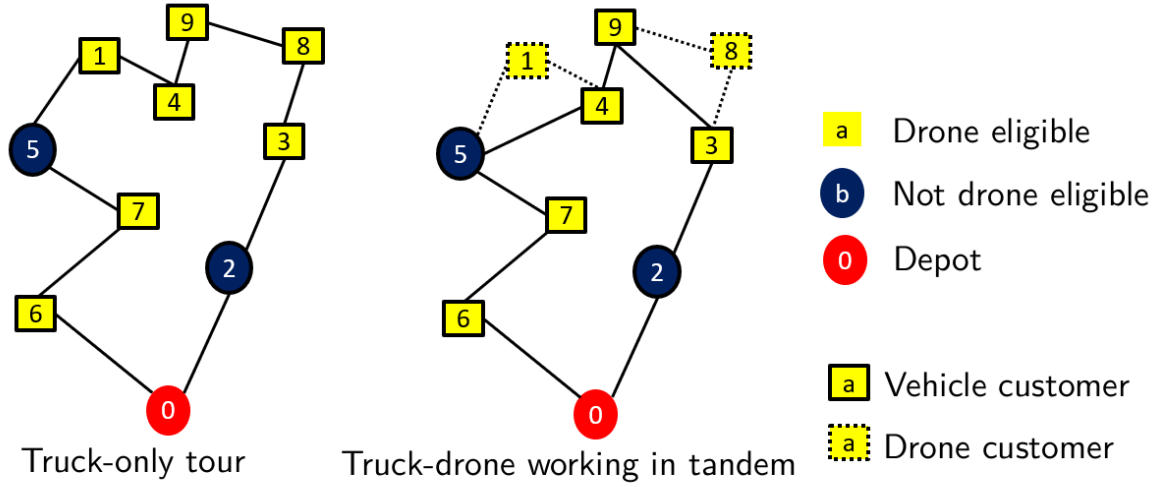 9
1
8
4
3
5
7
2
6
0
Truck-only tour
9
1
8
4
3
5
7
2
6
0
Truck-drone working in tandem
a Drone eligible
b Not drone eligible
0 Depot
a Vehicle customer
a Drone customer